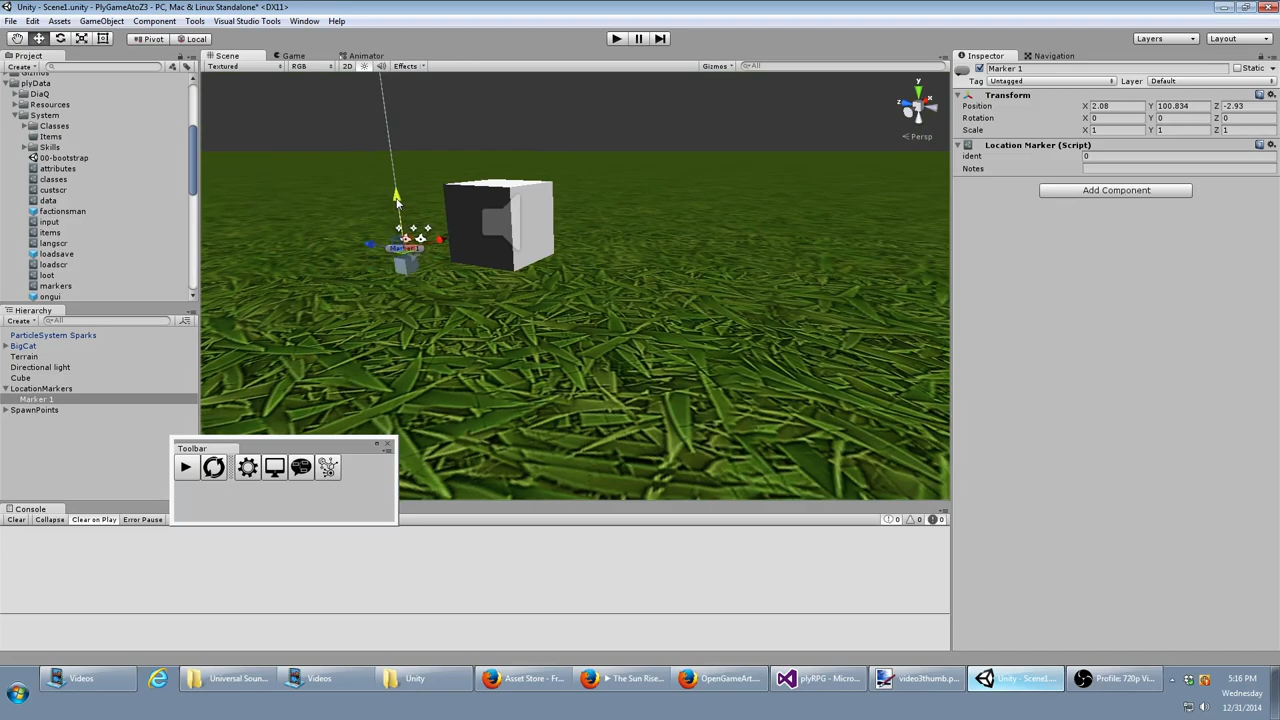 Unity - Scene1.unity - PlyGameAtoZ3 - PC, Mac & Linux Standalone* <DX11>
File Edit Assets GameObject Component Tools Visual Studio Tools Window Help
Pivot Local Layers Layout
Project
Create
Gizmos
plyData
DiaQ
Resources
System
Classes
Items
Skills
00-bootstrap
attributes
classes
custscr
data
factionsman
input
items
langscr
loadsave
loadscr
loot
markers
ongui
Hierarchy
Create All
ParticleSystem Sparks
BigCat
Terrain
Directional light
Cube
LocationMarkers
Marker 1
SpawnPoints
Scene Game Animator
Textured RGB 2D Effects Gizmos All
y
x
z
Persp
Marker 1
Toolbar
Console
Clear Collapse Clear on Play Error Pause 0 0 0
Inspector Navigation
Marker 1 Static
Tag Untagged Layer Default
Transform
Position X 2.08 Y 100.834 Z -2.93
Rotation X 0 Y 0 Z 0
Scale X 1 Y 1 Z 1
Location Marker (Script)
ident 0
Notes
Add Component
Videos Universal Soun... Videos Unity Asset Store - Fr... ► The Sun Rise... OpenGameArt.... plyRPG - Micro... video3thumb.p... Unity - Scene1.... Profile: 720p Vi...
5:16 PM
Wednesday
12/31/2014